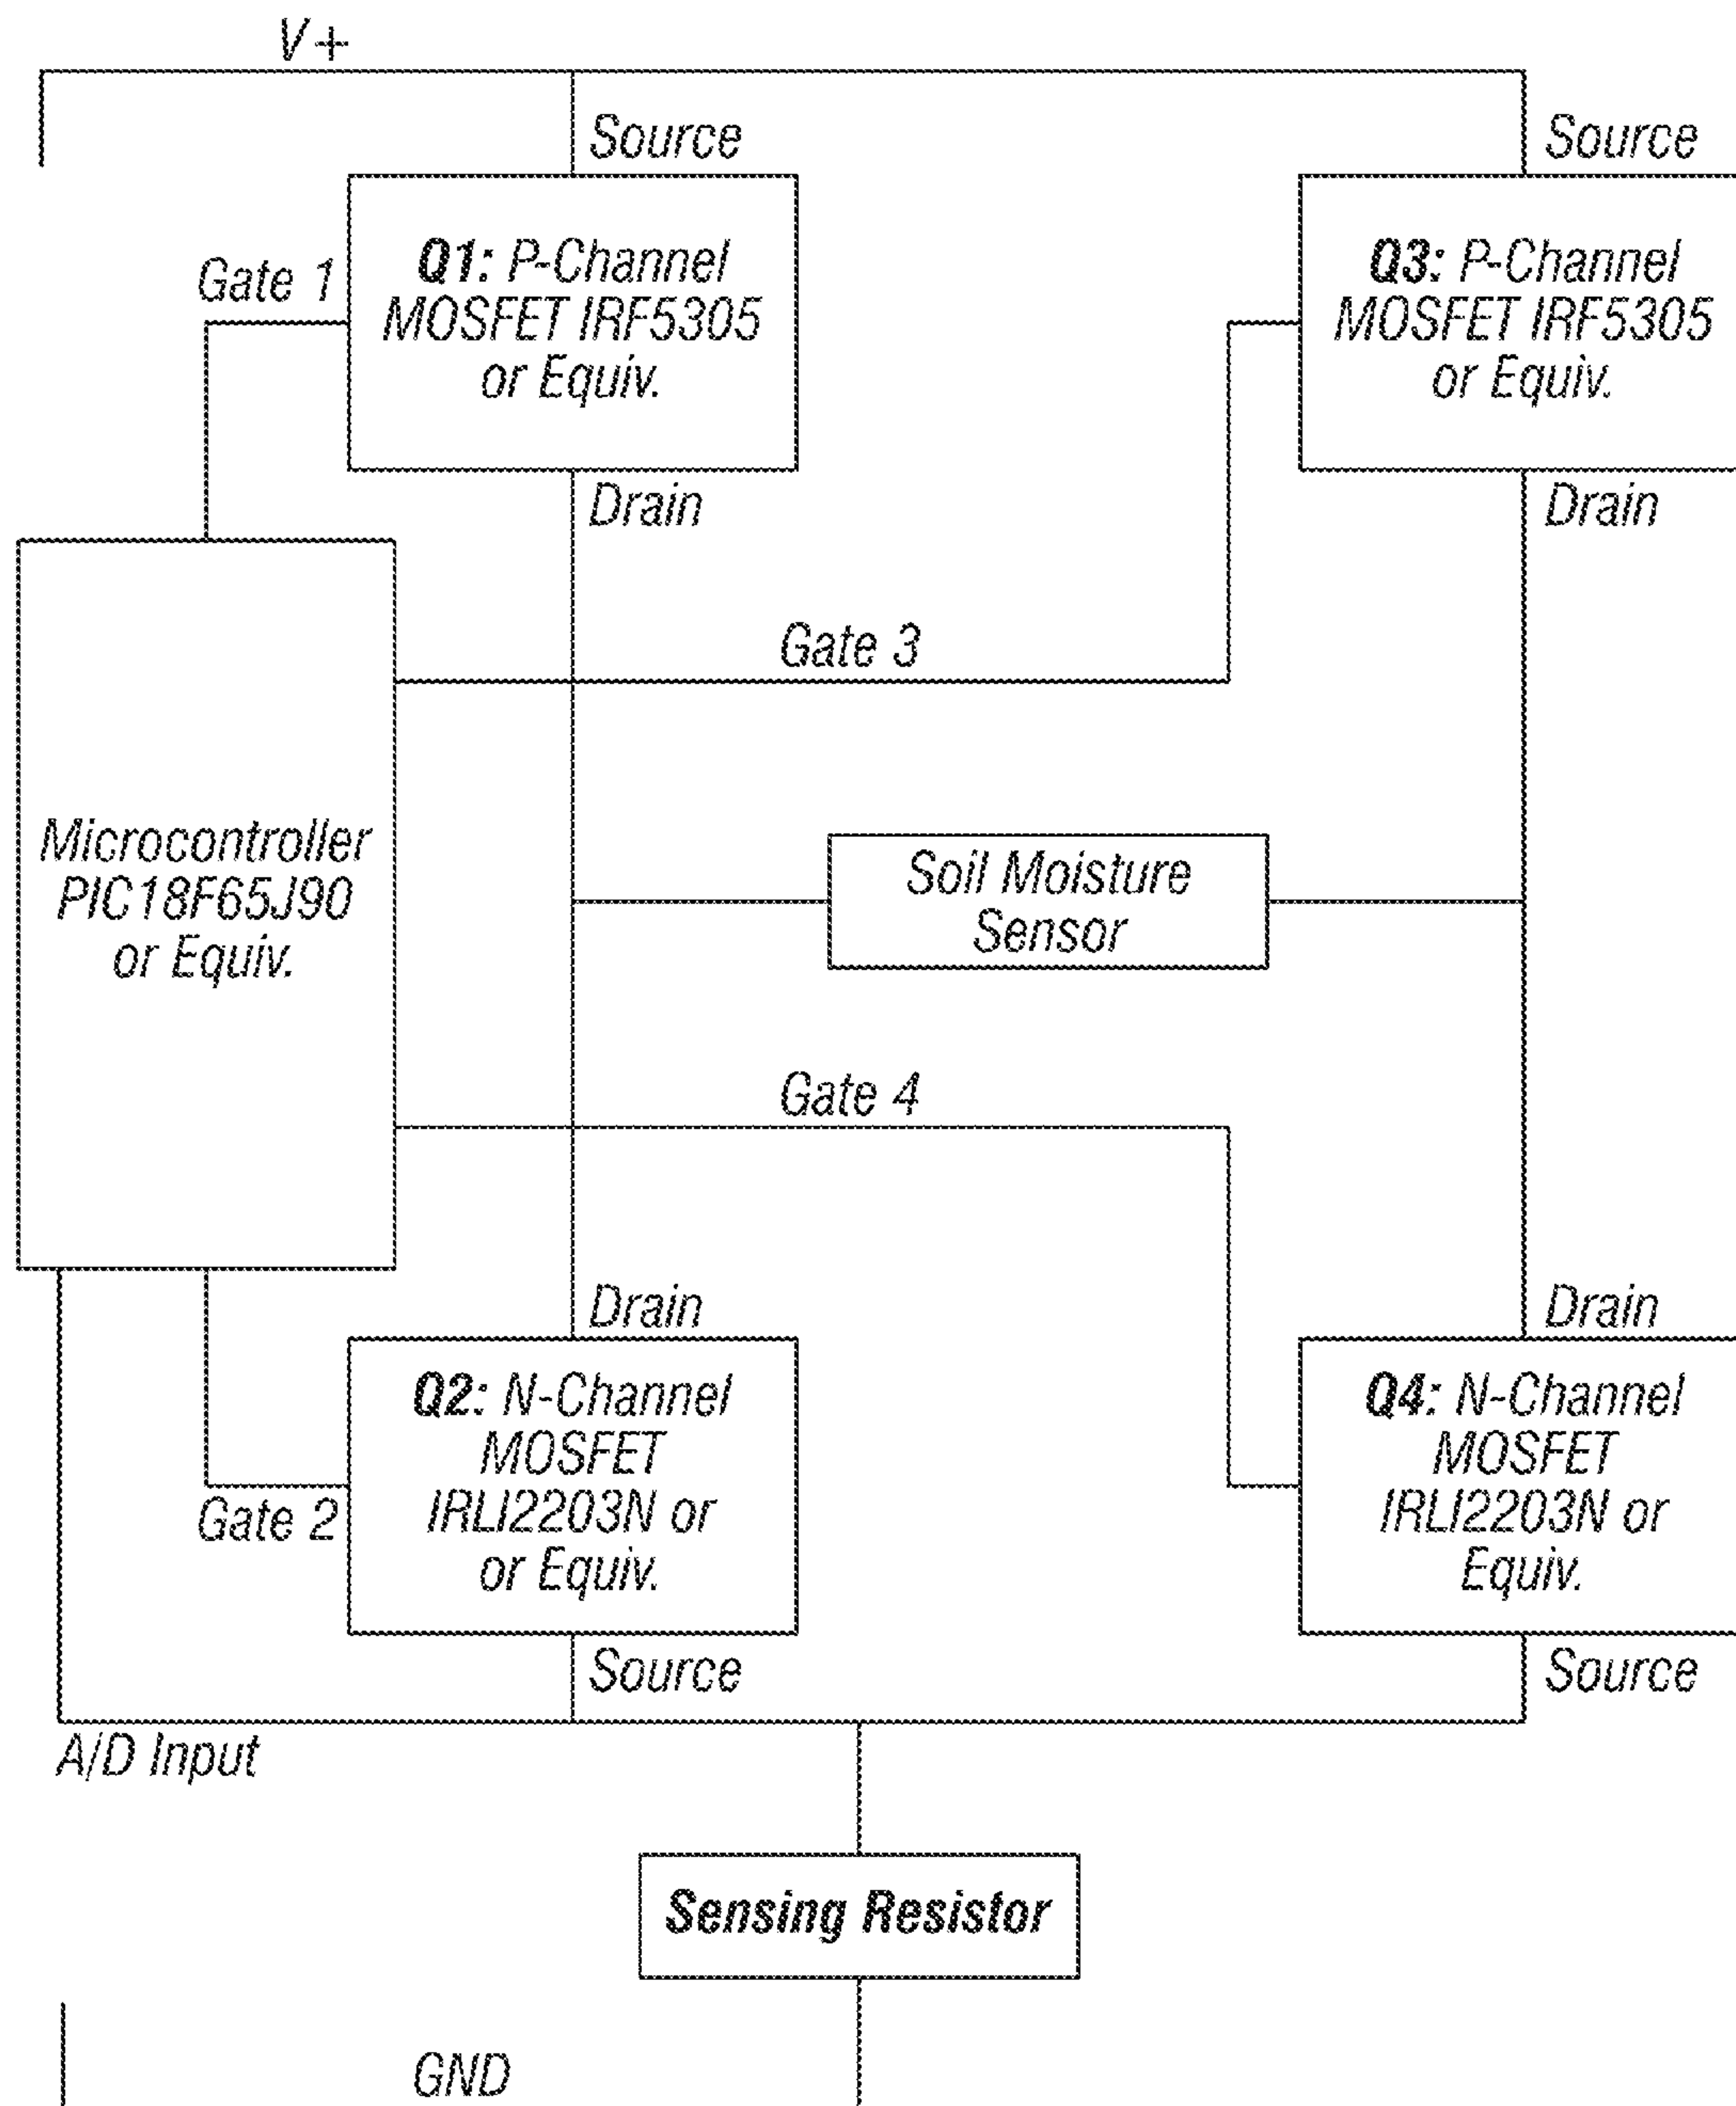 V+
Source
Source
Gate 1
Q1: P-Channel
MOSFET IRF5305
or Equiv.
Q3: P-Channel
MOSFET IRF5305
or Equiv.
Drain
Drain
Gate 3
Microcontroller
PIC18F65J90
or Equiv.
Soil Moisture
Sensor
Gate 4
Drain
Drain
Q2: N-Channel
MOSFET
IRLI2203N or
or Equiv.
Gate 2
Q4: N-Channel
MOSFET
IRLI2203N or
Equiv.
Source
Source
A/D Input
Sensing Resistor
GND